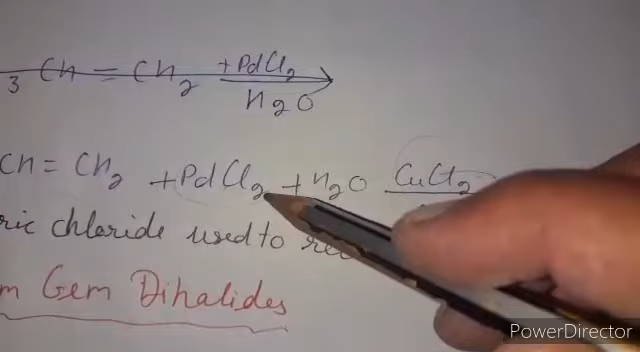 3 CH = CH2 +PdCl2
H2O
CH = CH2 +PdCl2 + H2O CuCl2
ric chloride used to re
m Gem Dihalides
PowerDirector